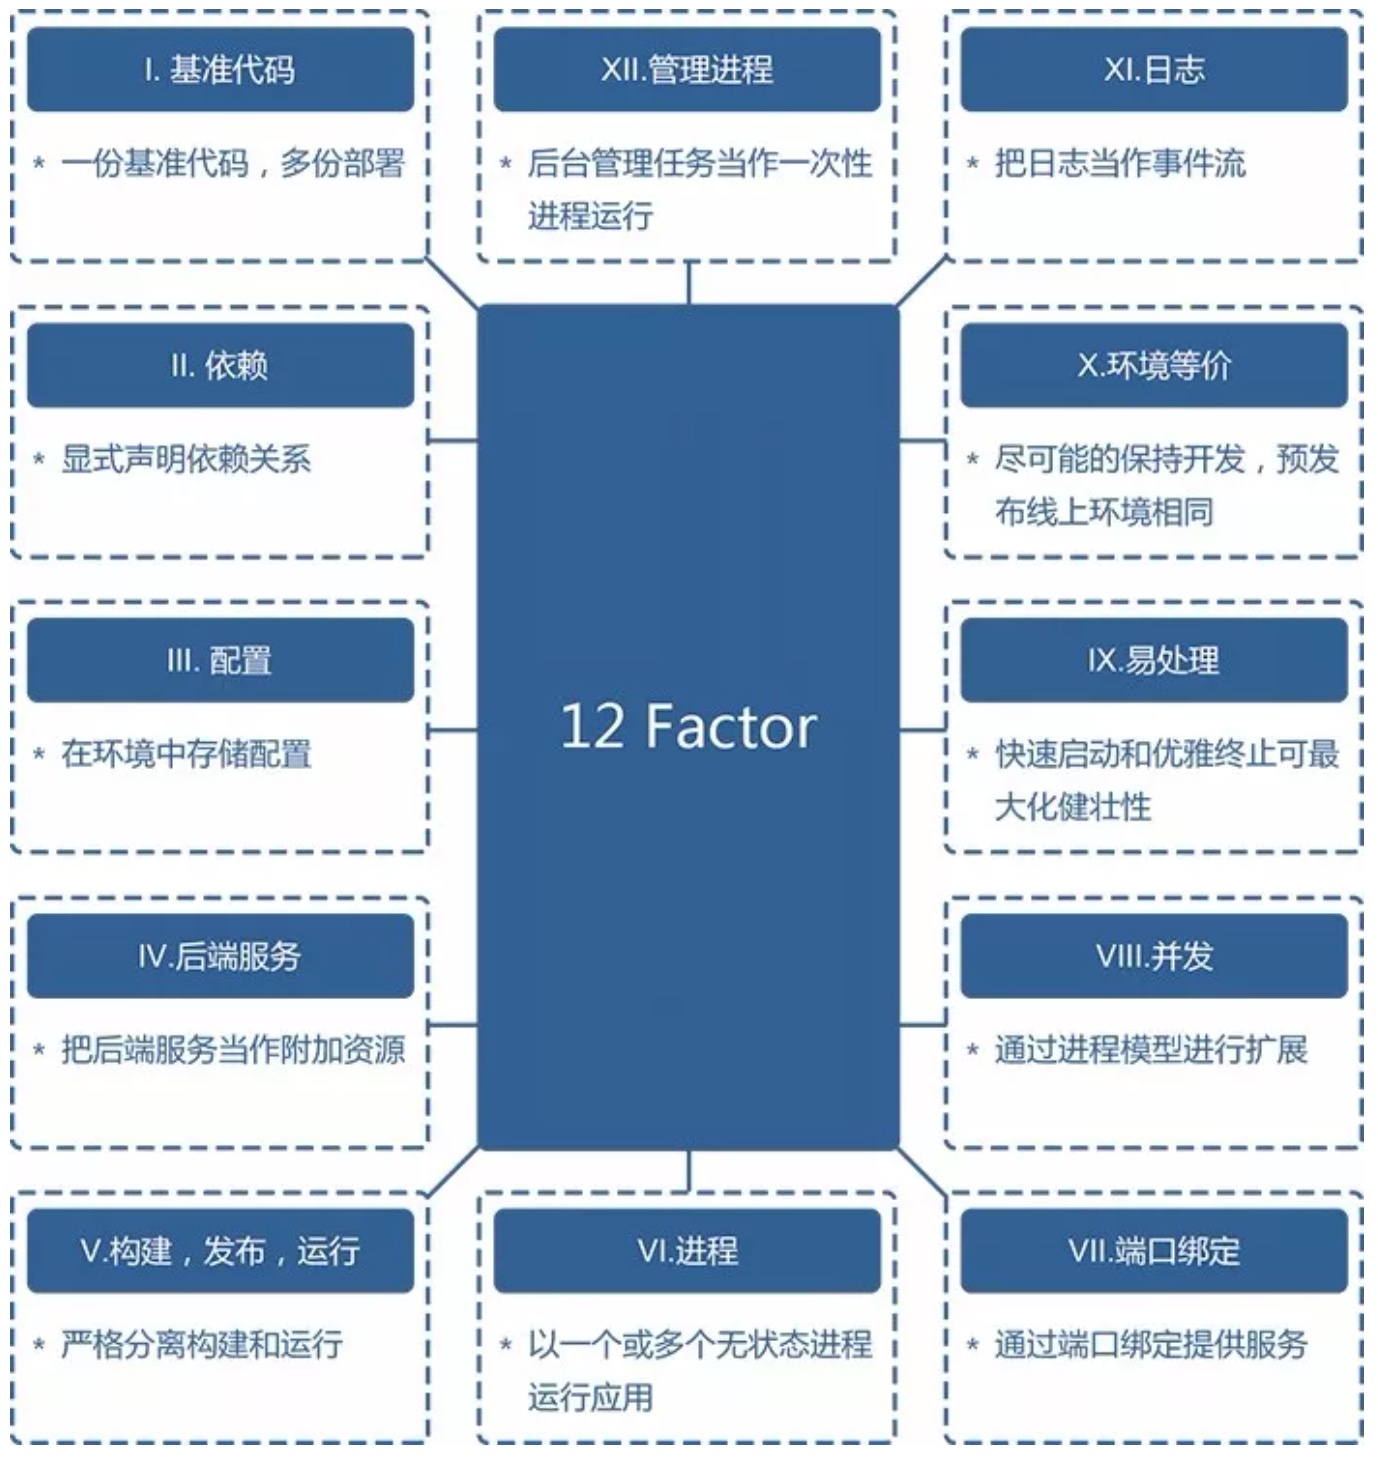 I. 基准代码
* 一份基准代码，多份部署
XII.管理进程
* 后台管理任务当作一次性
进程运行
XI.日志
* 把日志当作事件流
II. 依赖
* 显式声明依赖关系
X.环境等价
* 尽可能的保持开发，预发
布线上环境相同
III. 配置
* 在环境中存储配置
12 Factor
IX.易处理
* 快速启动和优雅终止可最
大化健壮性
IV.后端服务
* 把后端服务当作附加资源
VIII.并发
* 通过进程模型进行扩展
V.构建，发布，运行
* 严格分离构建和运行
VI.进程
* 以一个或多个无状态进程
运行应用
VII.端口绑定
* 通过端口绑定提供服务